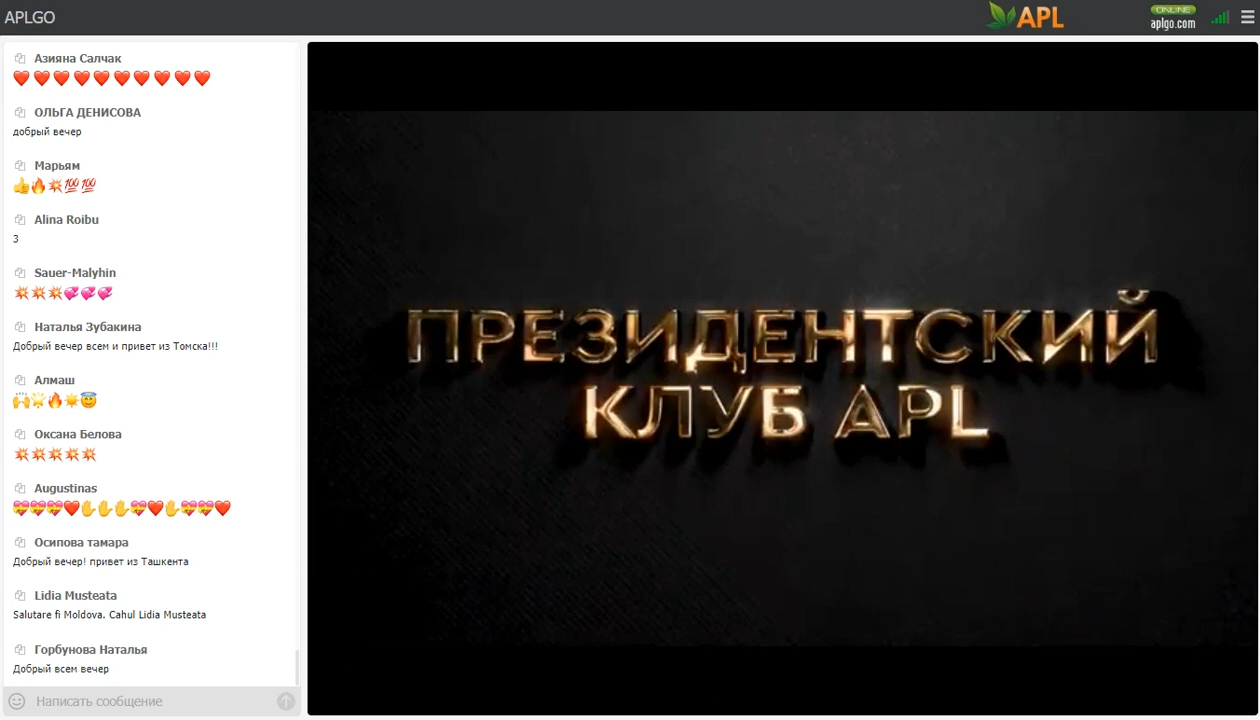 APLGO
APL
ONLINE
aplgo.com
Азияна Салчак
❤️❤️❤️❤️❤️❤️❤️❤️❤️❤️
ОЛЬГА ДЕНИСОВА
добрый вечер
Марьям
👍🔥💥💯💯
Alina Roibu
3
Sauer-Malyhin
💥💥💥💞💞💞
Наталья Зубакина
Добрый вечер всем и привет из Томска!!!
Алмаш
🙌🌟🔥☀️😇
Оксана Белова
💥💥💥💥💥
Augustinas
💝💝💝❤️✋✋✋💝❤️✋💝💝❤️
Осипова тамара
Добрый вечер! привет из Ташкента
Lidia Musteata
Salutare fi Moldova. Cahul Lidia Musteata
Горбунова Наталья
Добрый всем вечер
Написать сообщение
ПРЕЗИДЕНТСКИЙ
КЛУБ APL